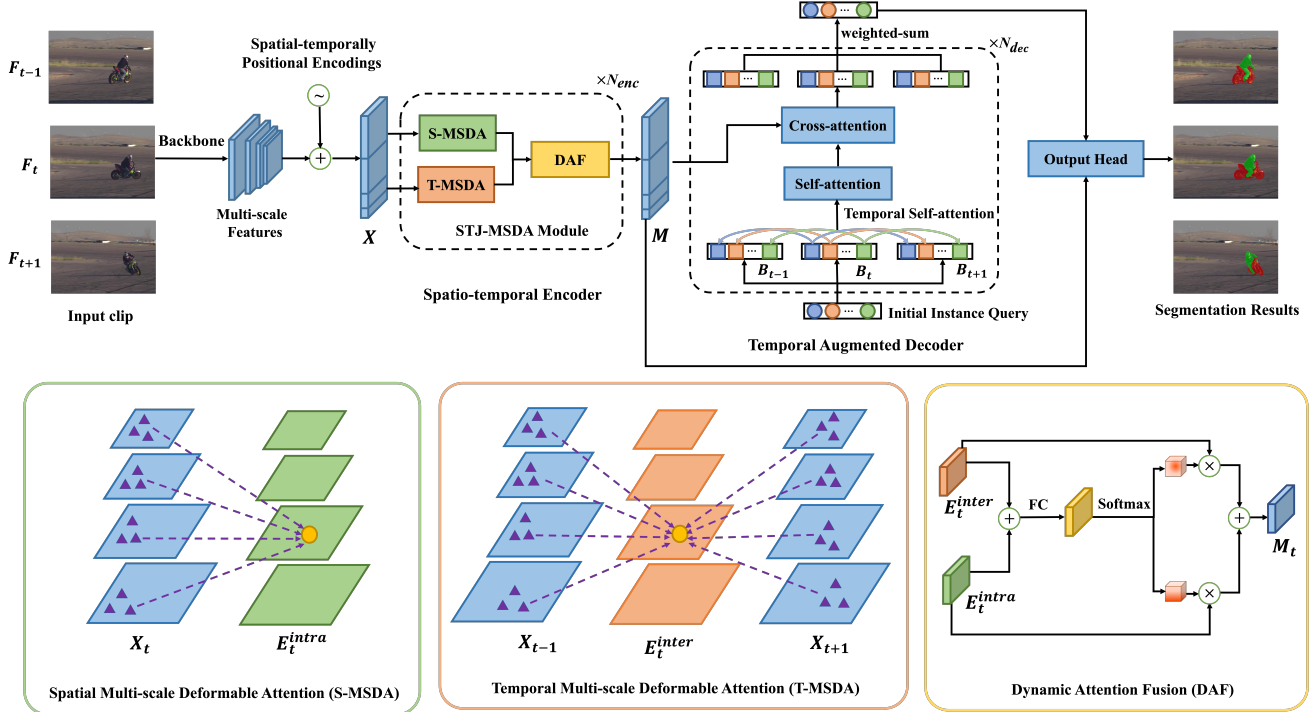 F_{t-1}
F_t
F_{t+1}
Input clip
Backbone
Multi-scale
Features
Spatial-temporally
Positional Encodings
~
+
X
×N_{enc}
S-MSDA
T-MSDA
DAF
STJ-MSDA Module
Spatio-temporal Encoder
M
weighted-sum
×N_{dec}
...
... ... ...
Cross-attention
Self-attention
Temporal Self-attention
... ... ...
B_{t-1} B_t B_{t+1}
... Initial Instance Query
Temporal Augmented Decoder
Output Head
Segmentation Results
X_t
E_t^{intra}
Spatial Multi-scale Deformable Attention (S-MSDA)
X_{t-1}
E_t^{inter}
X_{t+1}
Temporal Multi-scale Deformable Attention (T-MSDA)
E_t^{inter}
E_t^{intra}
+
FC
Softmax
×
×
+
M_t
Dynamic Attention Fusion (DAF)